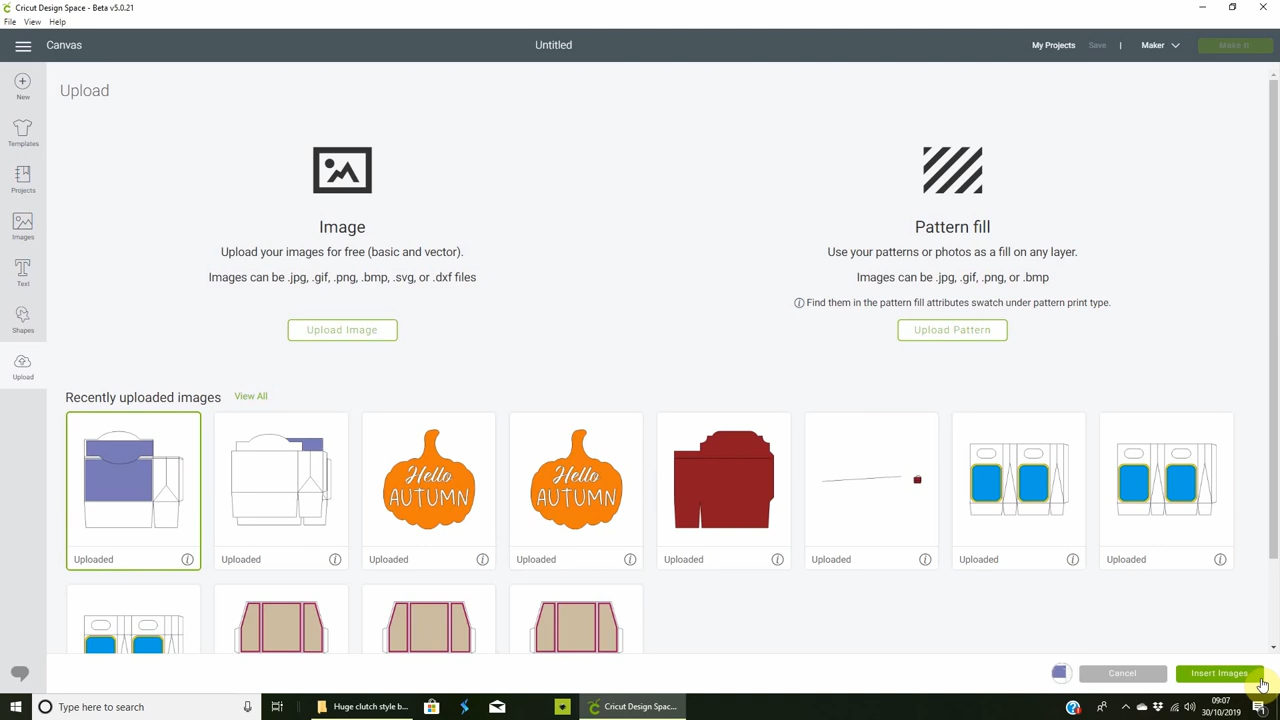 Cricut Design Space - Beta v5.0.21
File View Help
Canvas
Untitled
My Projects Save | Maker Make It
New
Templates
Projects
Images
Text
Shapes
Upload
Upload
Image
Upload your images for free (basic and vector).
Images can be .jpg, .gif, .png, .bmp, .svg, or .dxf files
Upload Image
Pattern fill
Use your patterns or photos as a fill on any layer.
Images can be .jpg, .gif, .png, or .bmp
Find them in the pattern fill attributes swatch under pattern print type.
Upload Pattern
Recently uploaded images View All
Hello
AUTUMN
Hello
AUTUMN
Uploaded Uploaded Uploaded Uploaded Uploaded Uploaded Uploaded Uploaded
Cancel Insert Images
Type here to search
Huge clutch style b...
Cricut Design Space...
09:07
30/10/2019